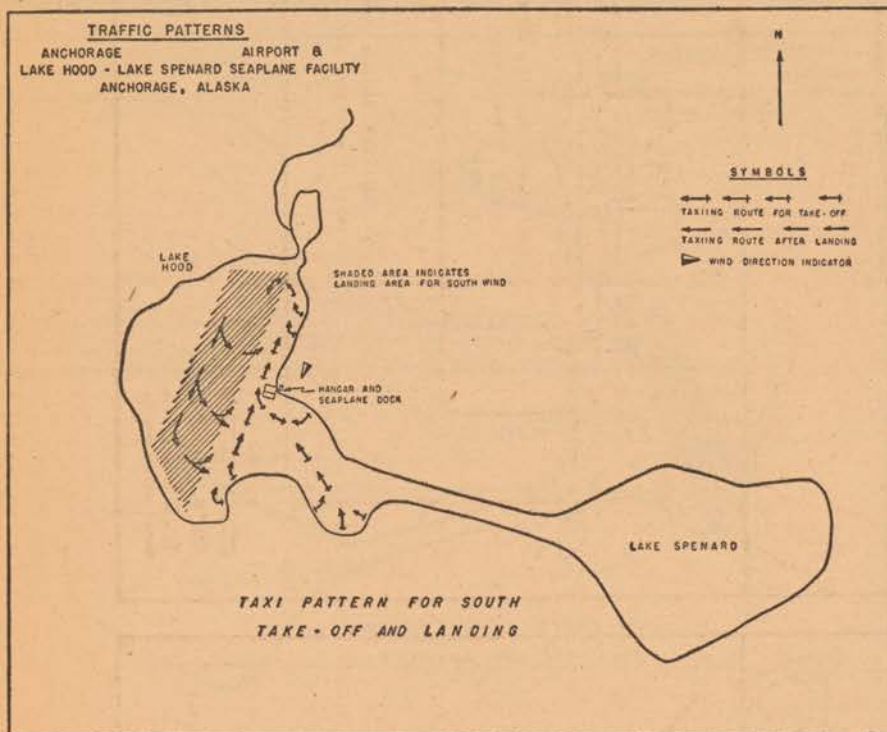 TRAFFIC PATTERNS
ANCHORAGE AIRPORT &
LAKE HOOD - LAKE SPENARD SEAPLANE FACILITY
ANCHORAGE, ALASKA
N
SYMBOLS
TAXIING ROUTE FOR TAKE-OFF
TAXIING ROUTE AFTER LANDING
WIND DIRECTION INDICATOR
LAKE
HOOD
SHADED AREA INDICATES
LANDING AREA FOR SOUTH WIND
HANGAR AND
SEAPLANE DOCK
LAKE SPENARD
TAXI PATTERN FOR SOUTH
TAKE-OFF AND LANDING